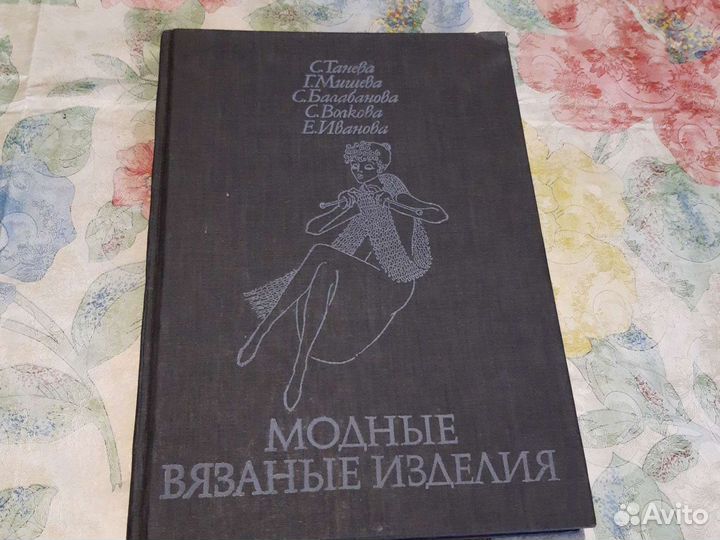 С. Танева
Г. Мишева
С. Балабанова
С. Волкова
Е. Иванова
МОДНЫЕ
ВЯЗАНЫЕ ИЗДЕЛИЯ
Avito